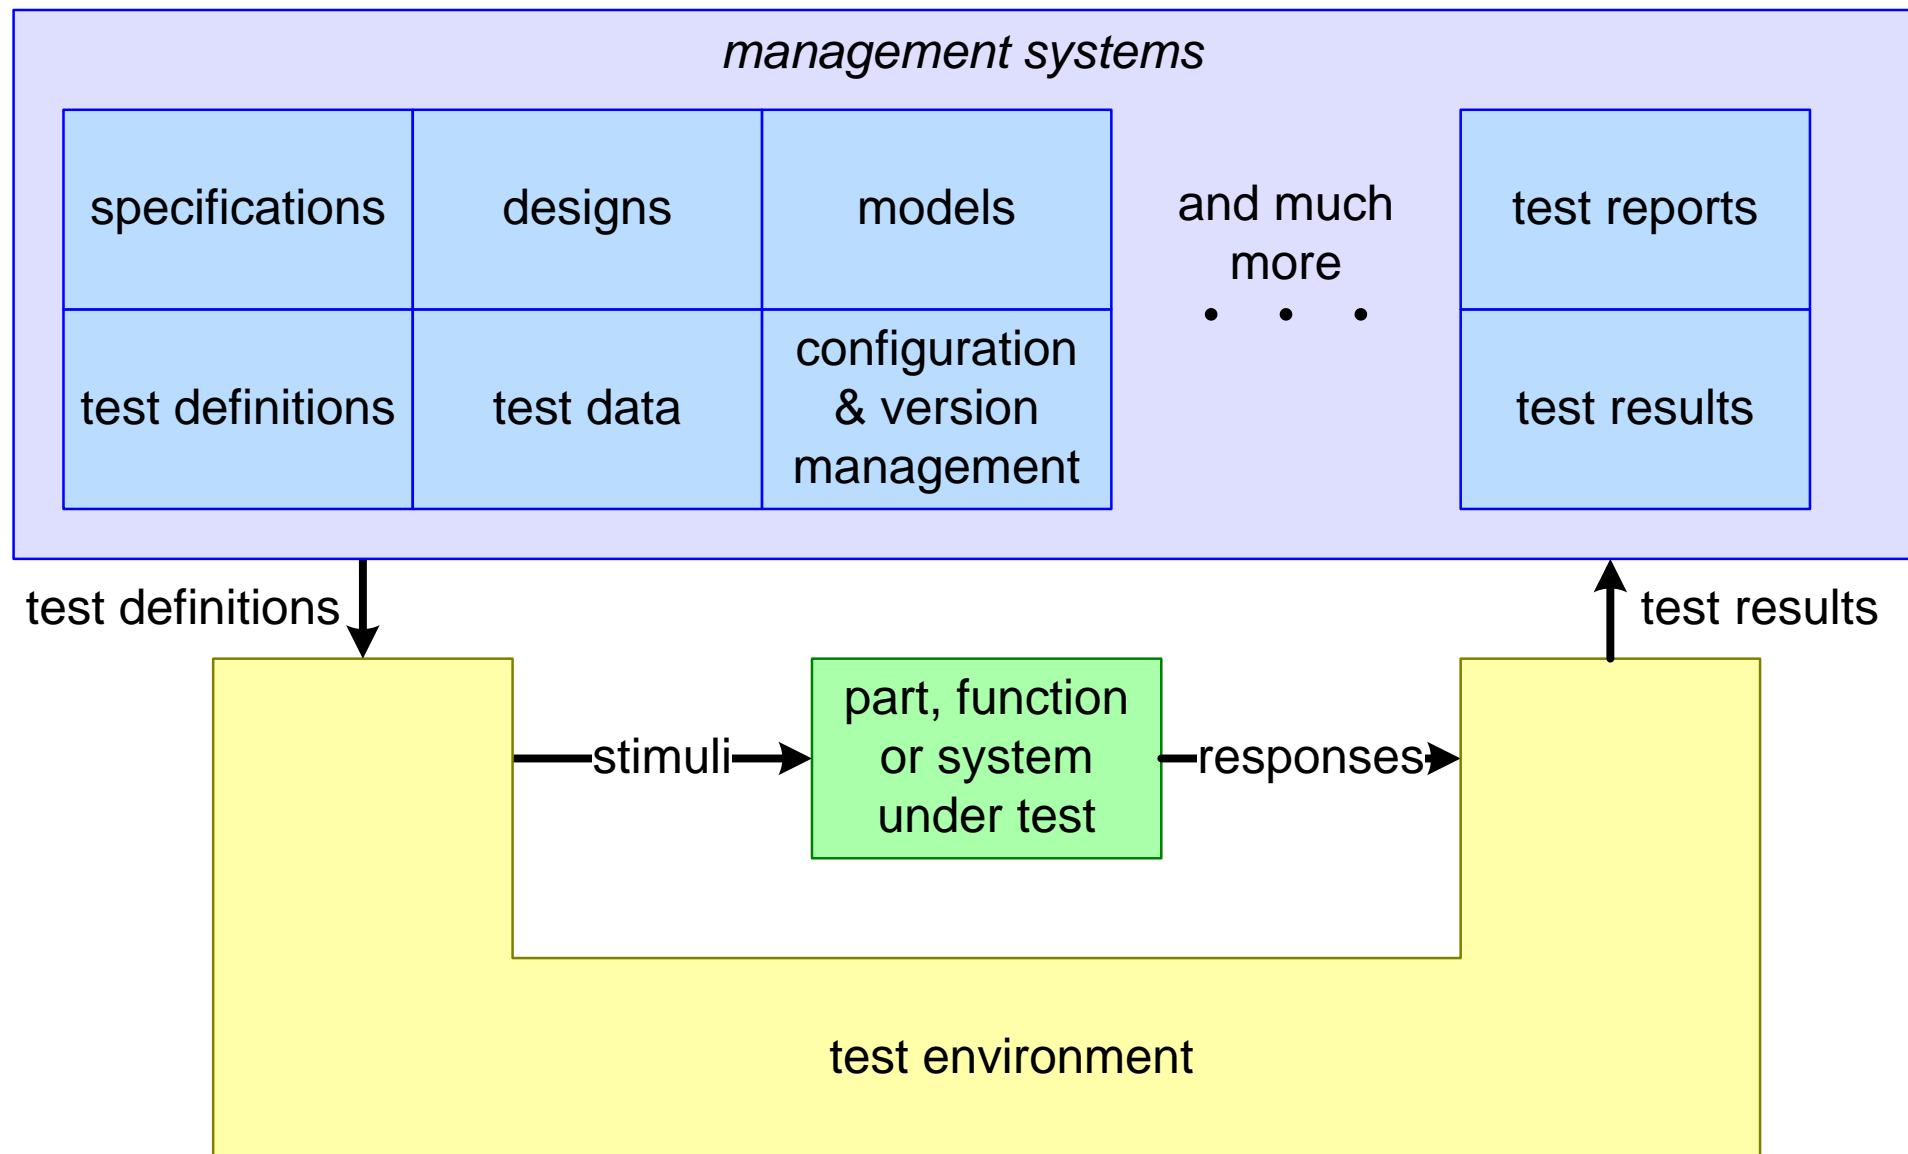 management systems
specifications
designs
models
and much
more
. . .
test reports
test definitions
test data
configuration
& version
management
test results
test definitions
test results
stimuli
part, function
or system
under test
responses
test environment